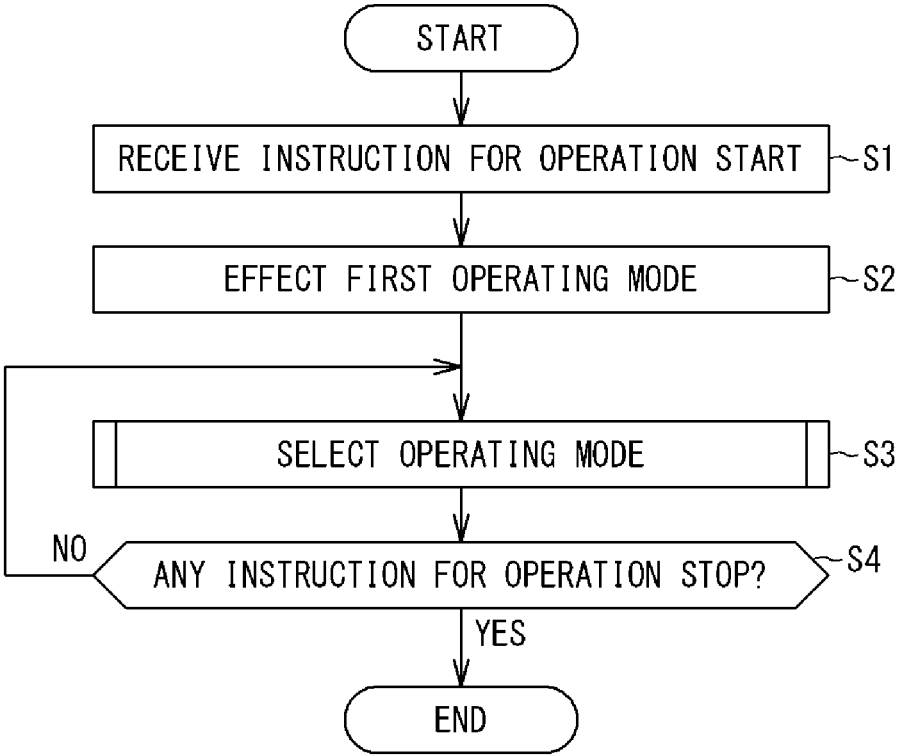 START
RECEIVE INSTRUCTION FOR OPERATION START S1
EFFECT FIRST OPERATING MODE S2
SELECT OPERATING MODE S3
NO
ANY INSTRUCTION FOR OPERATION STOP? S4
YES
END